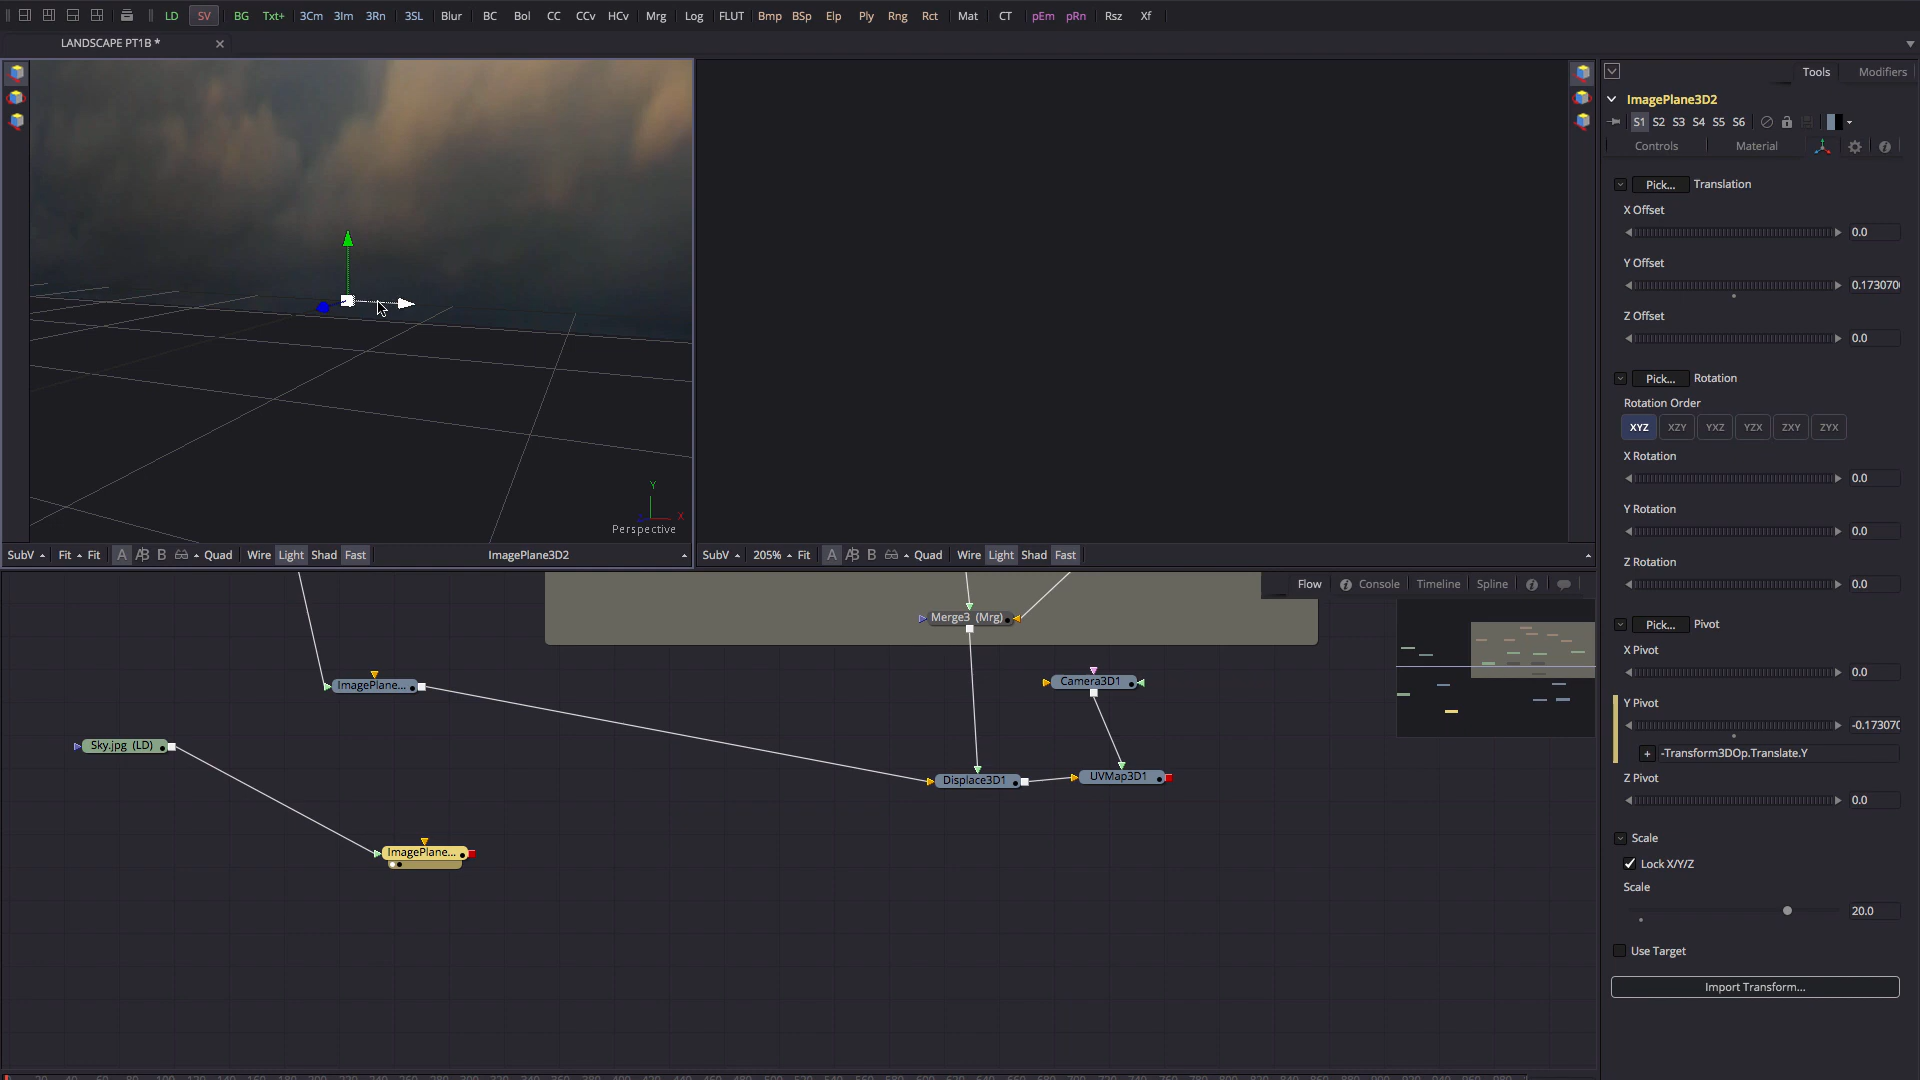 LD SV BG Txt+ 3Cm 3Im 3Rn 3SL Blur BC Bol CC CCv HCv Mrg Log FLUT Bmp BSp Elp Ply Rng Rct Mat CT pEm pRn Rsz Xf
LANDSCAPE PT1B *
Tools Modifiers
ImagePlane3D2
S1 S2 S3 S4 S5 S6
Controls Material
Pick... Translation
X Offset
0.0
Y Offset
0.173070
Z Offset
0.0
Pick... Rotation
Rotation Order
XYZ XZY YXZ YZX ZXY ZYX
X Rotation
0.0
Y Rotation
0.0
Z Rotation
0.0
Pick... Pivot
X Pivot
0.0
Y Pivot
-0.17307
+ -Transform3DOp.Translate.Y
Z Pivot
0.0
Scale
Lock X/Y/Z
Scale
20.0
Use Target
Import Transform...
Y
X
Perspective
SubV Fit Fit A AB B Quad Wire Light Shad Fast ImagePlane3D2
SubV 205% Fit A AB B Quad Wire Light Shad Fast
Flow Console Timeline Spline
Merge3 (Mrg)
ImagePlane...
Camera3D1
Sky.jpg (LD)
Displace3D1
UVMap3D1
ImagePlane...